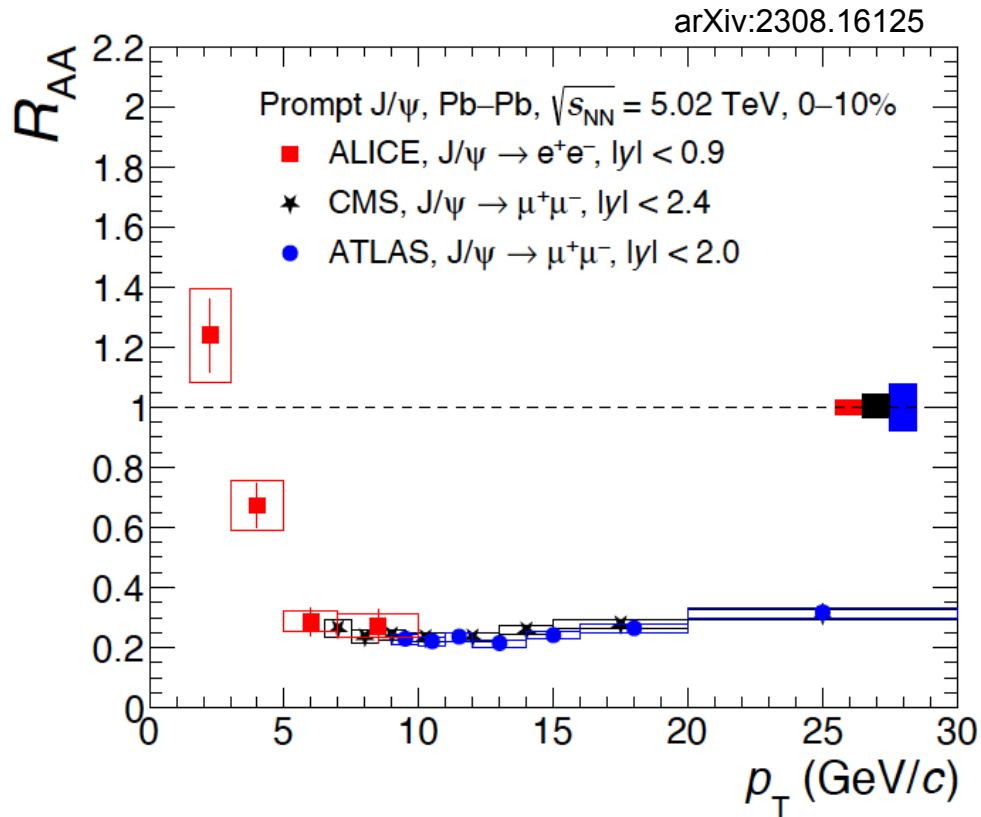 arXiv:2308.16125
R_AA
2.2
2
1.8
1.6
1.4
1.2
1
0.8
0.6
0.4
0.2
0
Prompt J/ψ, Pb–Pb, √s_NN = 5.02 TeV, 0–10%
ALICE, J/ψ → e⁺e⁻, |y| < 0.9
CMS, J/ψ → μ⁺μ⁻, |y| < 2.4
ATLAS, J/ψ → μ⁺μ⁻, |y| < 2.0
0 5 10 15 20 25 30
p_T (GeV/c)